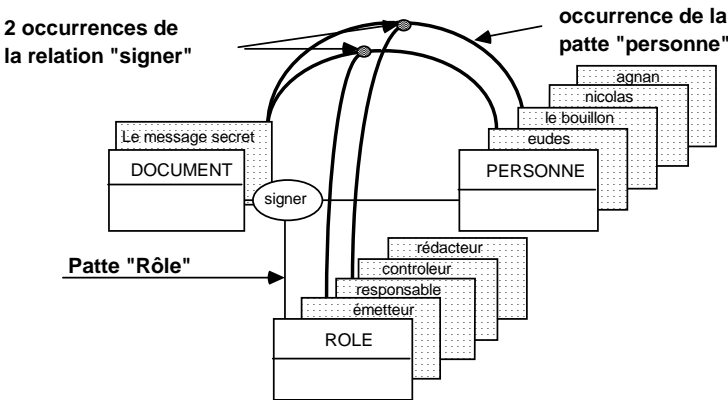 2 occurrences de
la relation "signer"
occurrence de la
patte "personne"
agnan
nicolas
le bouillon
eudes
PERSONNE
Le message secret
DOCUMENT
signer
Patte "Rôle"
rédacteur
controleur
responsable
émetteur
ROLE